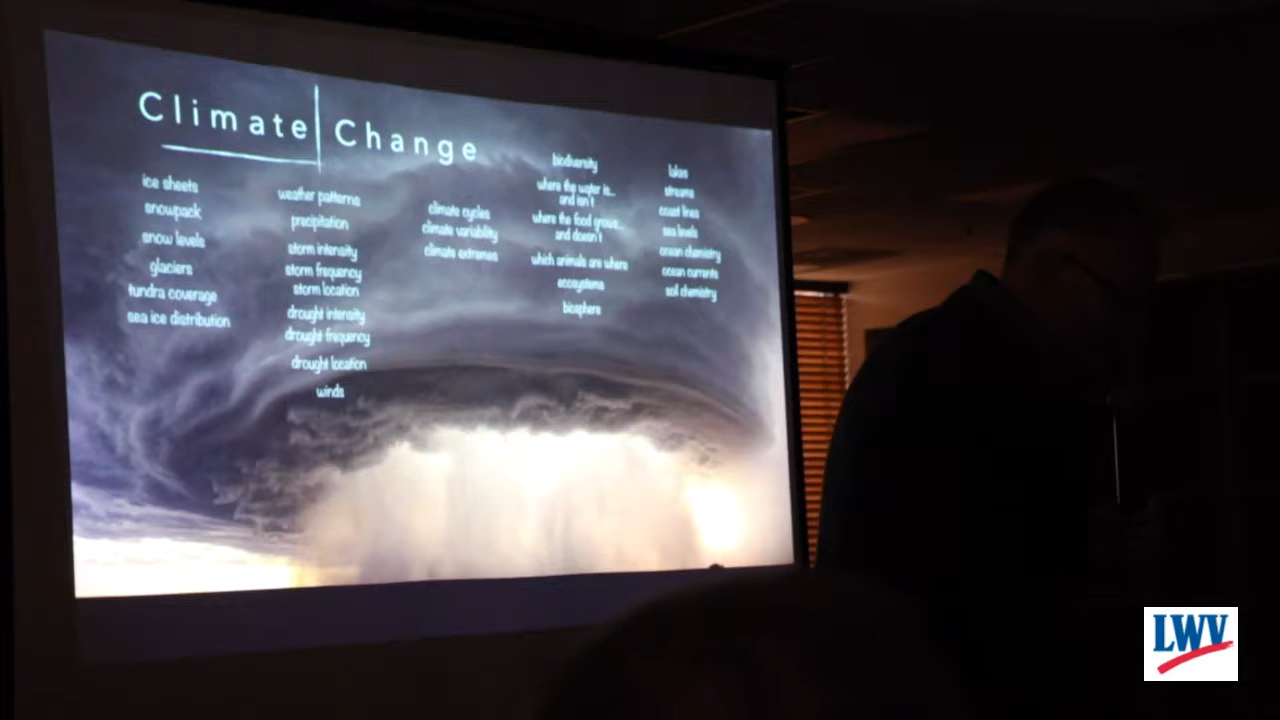 Climate Change
ice sheets
snowpack
snow levels
glaciers
tundra coverage
sea ice distribution
weather patterns
precipitation
storm intensity
storm frequency
storm location
drought intensity
drought frequency
drought location
winds
climate cycles
climate variability
climate extremes
biodiversity
where the water is...
and isn't
where the food grows...
and doesn't
which animals are where
ecosystems
biosphere
lakes
streams
coast lines
sea levels
ocean chemistry
ocean currents
soil chemistry
LWV